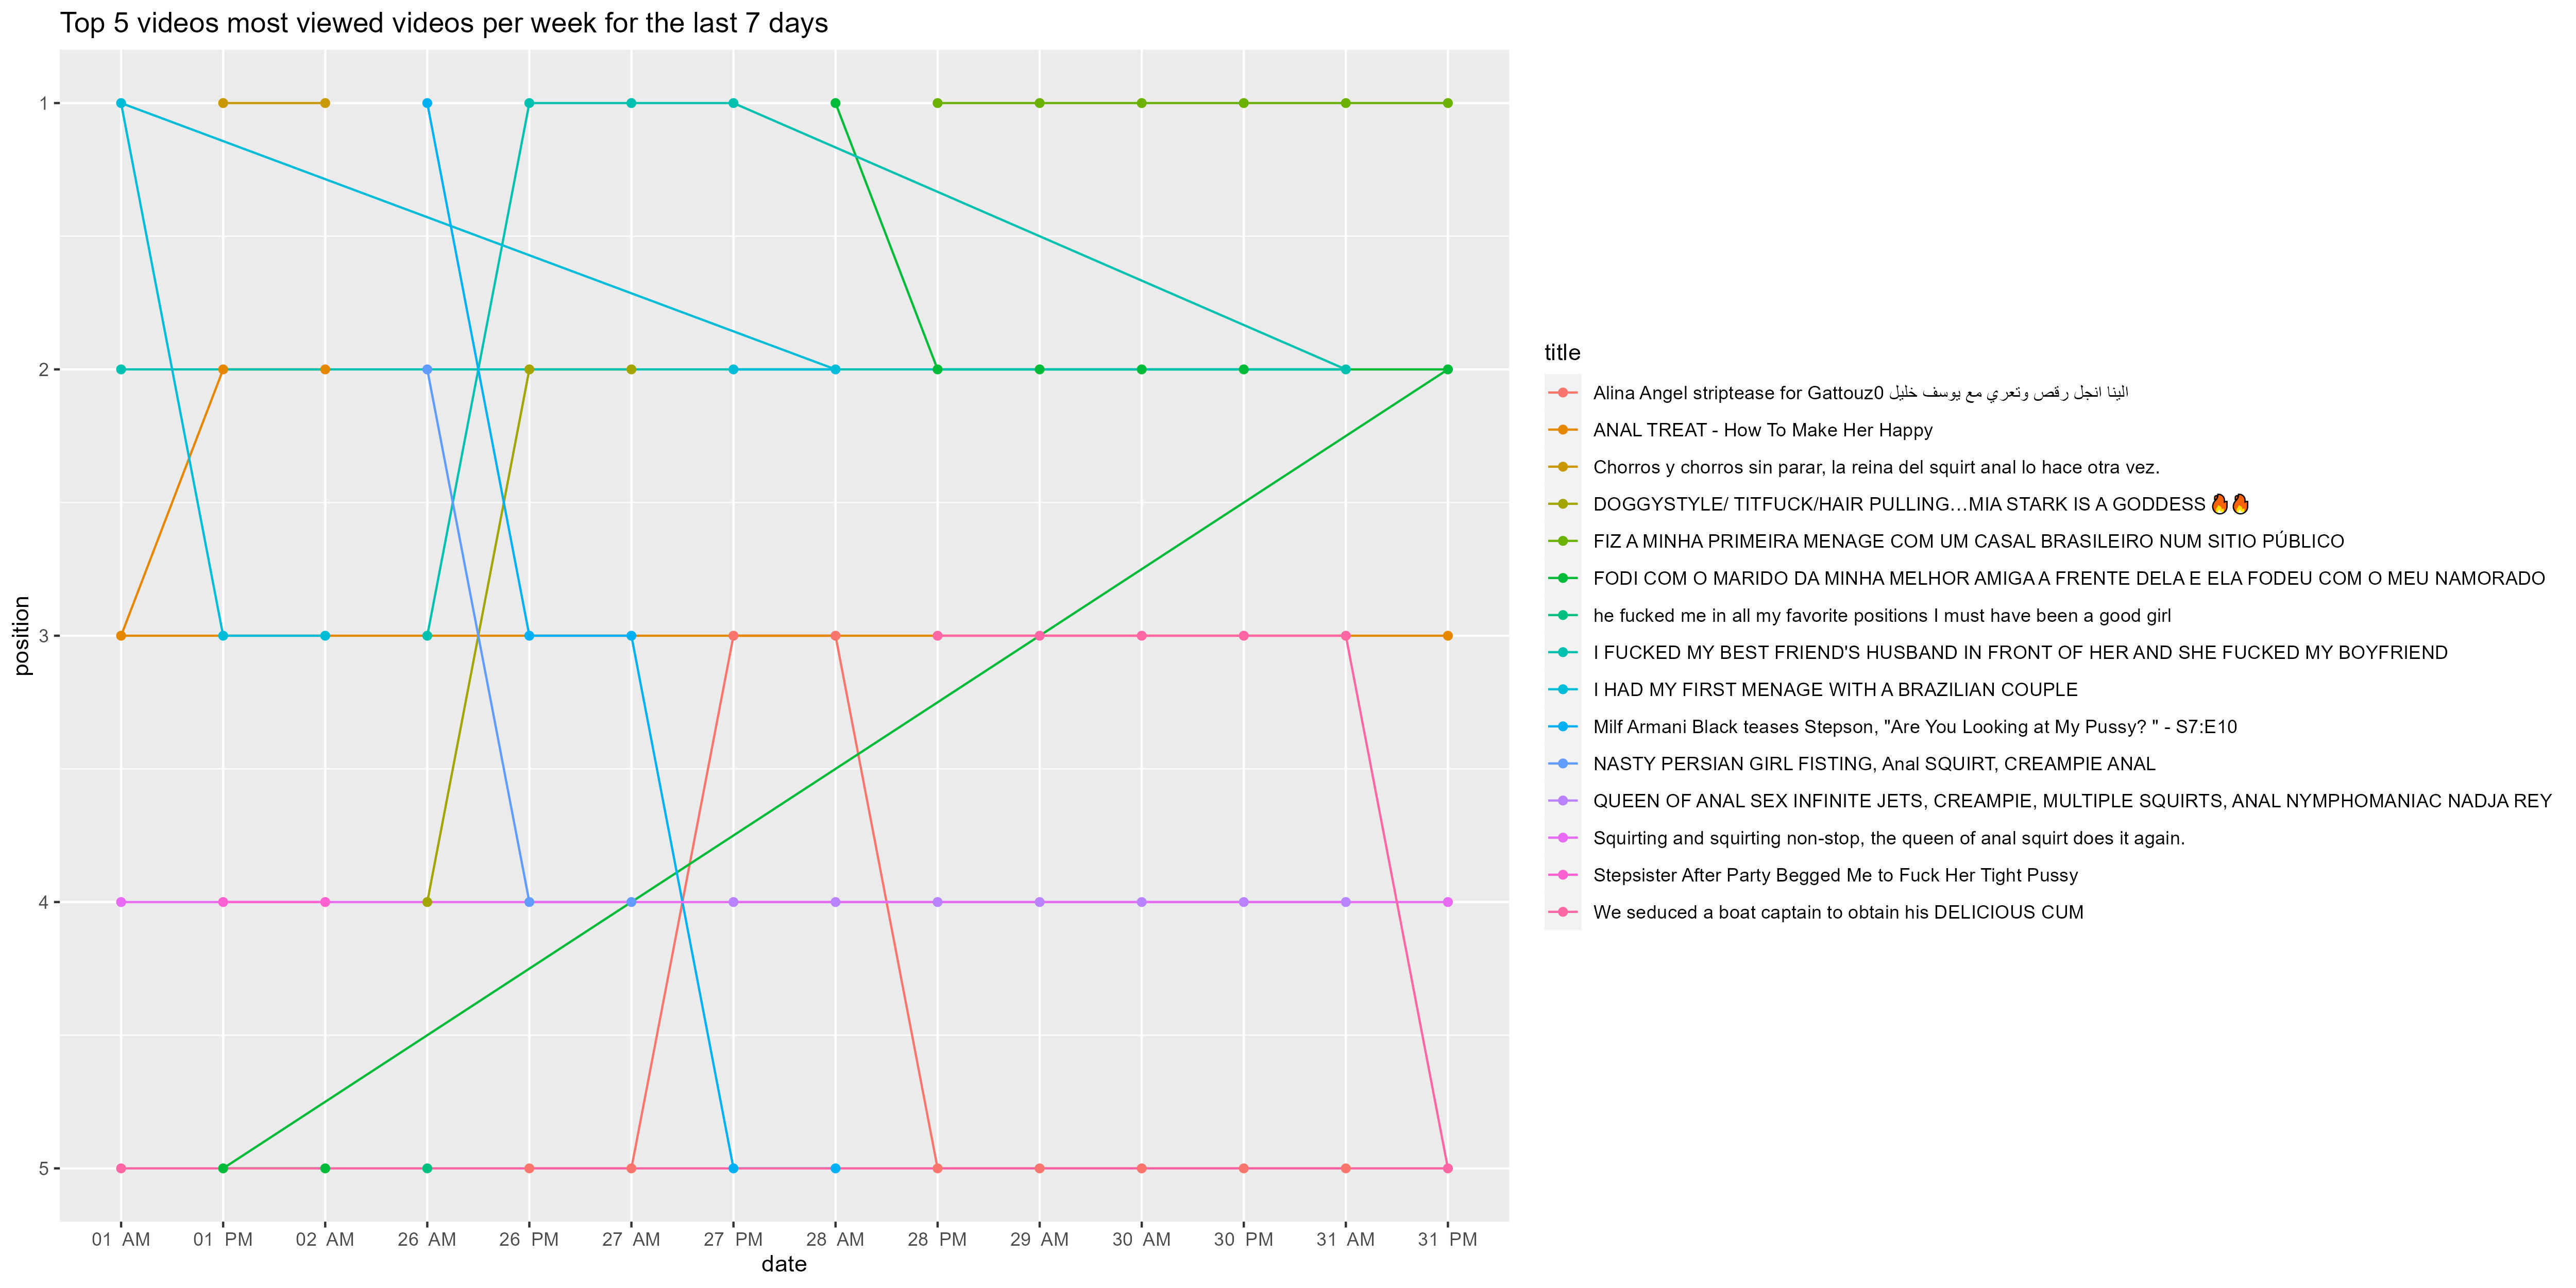 Top 5 videos most viewed videos per week for the last 7 days
position
1
2
3
4
5
01 AM
01 PM
02 AM
26 AM
26 PM
27 AM
27 PM
28 AM
28 PM
29 AM
30 AM
30 PM
31 AM
31 PM
date
title
Alina Angel striptease for Gattouz0 الينا انجل رقص وتعري مع يوسف خليل
ANAL TREAT - How To Make Her Happy
Chorros y chorros sin parar, la reina del squirt anal lo hace otra vez.
DOGGYSTYLE/ TITFUCK/HAIR PULLING…MIA STARK IS A GODDESS 🔥🔥
FIZ A MINHA PRIMEIRA MENAGE COM UM CASAL BRASILEIRO NUM SITIO PÚBLICO
FODI COM O MARIDO DA MINHA MELHOR AMIGA A FRENTE DELA E ELA FODEU COM O MEU NAMORADO
he fucked me in all my favorite positions I must have been a good girl
I FUCKED MY BEST FRIEND'S HUSBAND IN FRONT OF HER AND SHE FUCKED MY BOYFRIEND
I HAD MY FIRST MENAGE WITH A BRAZILIAN COUPLE
Milf Armani Black teases Stepson, "Are You Looking at My Pussy? " - S7:E10
NASTY PERSIAN GIRL FISTING, Anal SQUIRT, CREAMPIE ANAL
QUEEN OF ANAL SEX INFINITE JETS, CREAMPIE, MULTIPLE SQUIRTS, ANAL NYMPHOMANIAC NADJA REY
Squirting and squirting non-stop, the queen of anal squirt does it again.
Stepsister After Party Begged Me to Fuck Her Tight Pussy
We seduced a boat captain to obtain his DELICIOUS CUM